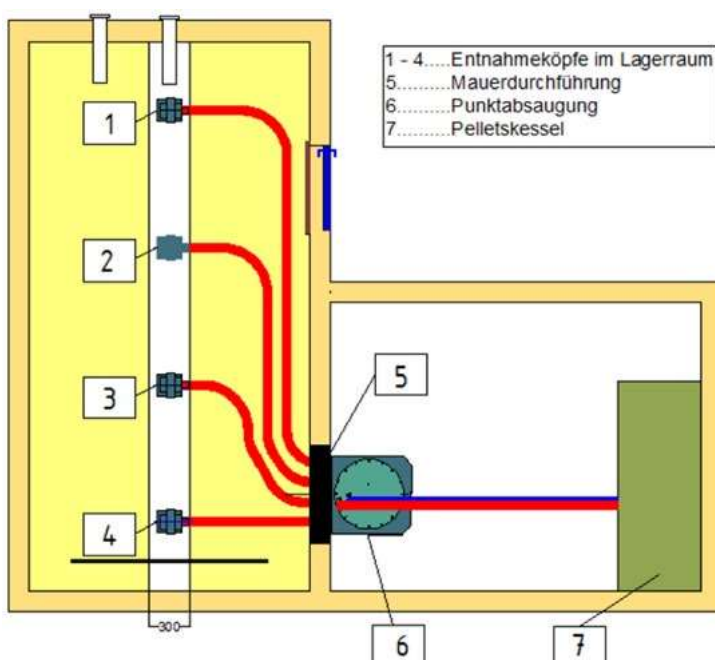 1 - 4.....Entnahmeköpfe im Lagerraum
5...........Mauerdurchführung
6...........Punktabsaugung
7...........Pelletskessel
1
2
3
5
4
300
6
7